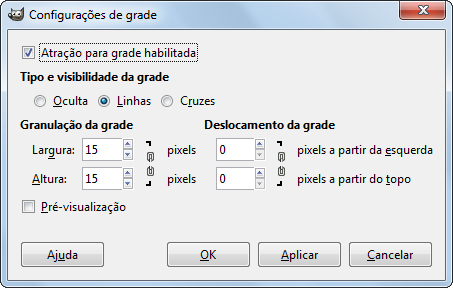 Configurações de grade
Atração para grade habilitada
Tipo e visibilidade da grade
Oculta Linhas Cruzes
Granulação da grade Deslocamento da grade
Largura: 15 pixels 0 pixels a partir da esquerda
Altura: 15 pixels 0 pixels a partir do topo
Pré-visualização
Ajuda OK Aplicar Cancelar